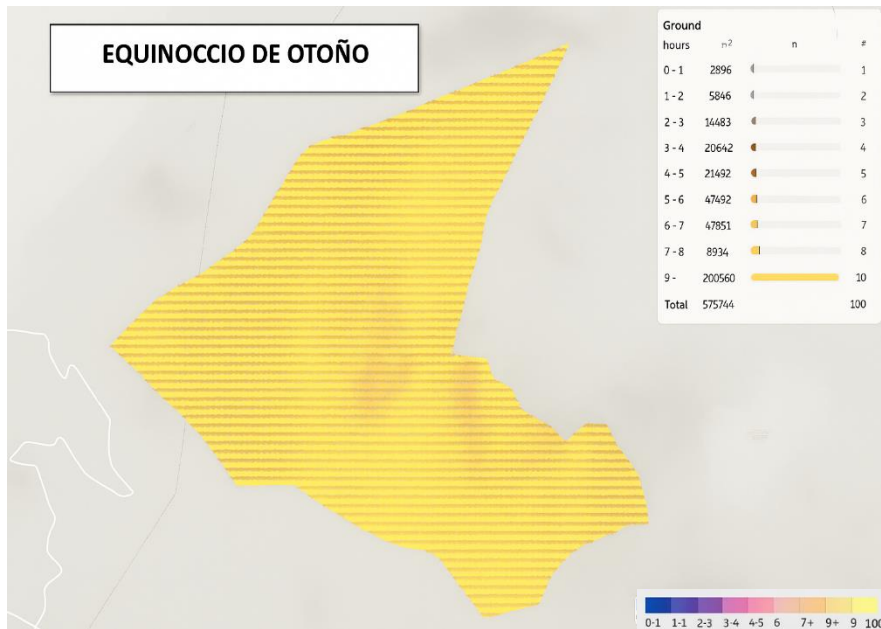 EQUINOCCIO DE OTOÑO
Ground
hours m² n #
0 - 1 2896 1
1 - 2 5846 2
2 - 3 14483 3
3 - 4 20642 4
4 - 5 21492 5
5 - 6 47492 6
6 - 7 47851 7
7 - 8 8934 8
9 - 200560 10
Total 575744 100
0-1 1-1 2-3 3-4 4-5 6 7+ 9+ 9 100